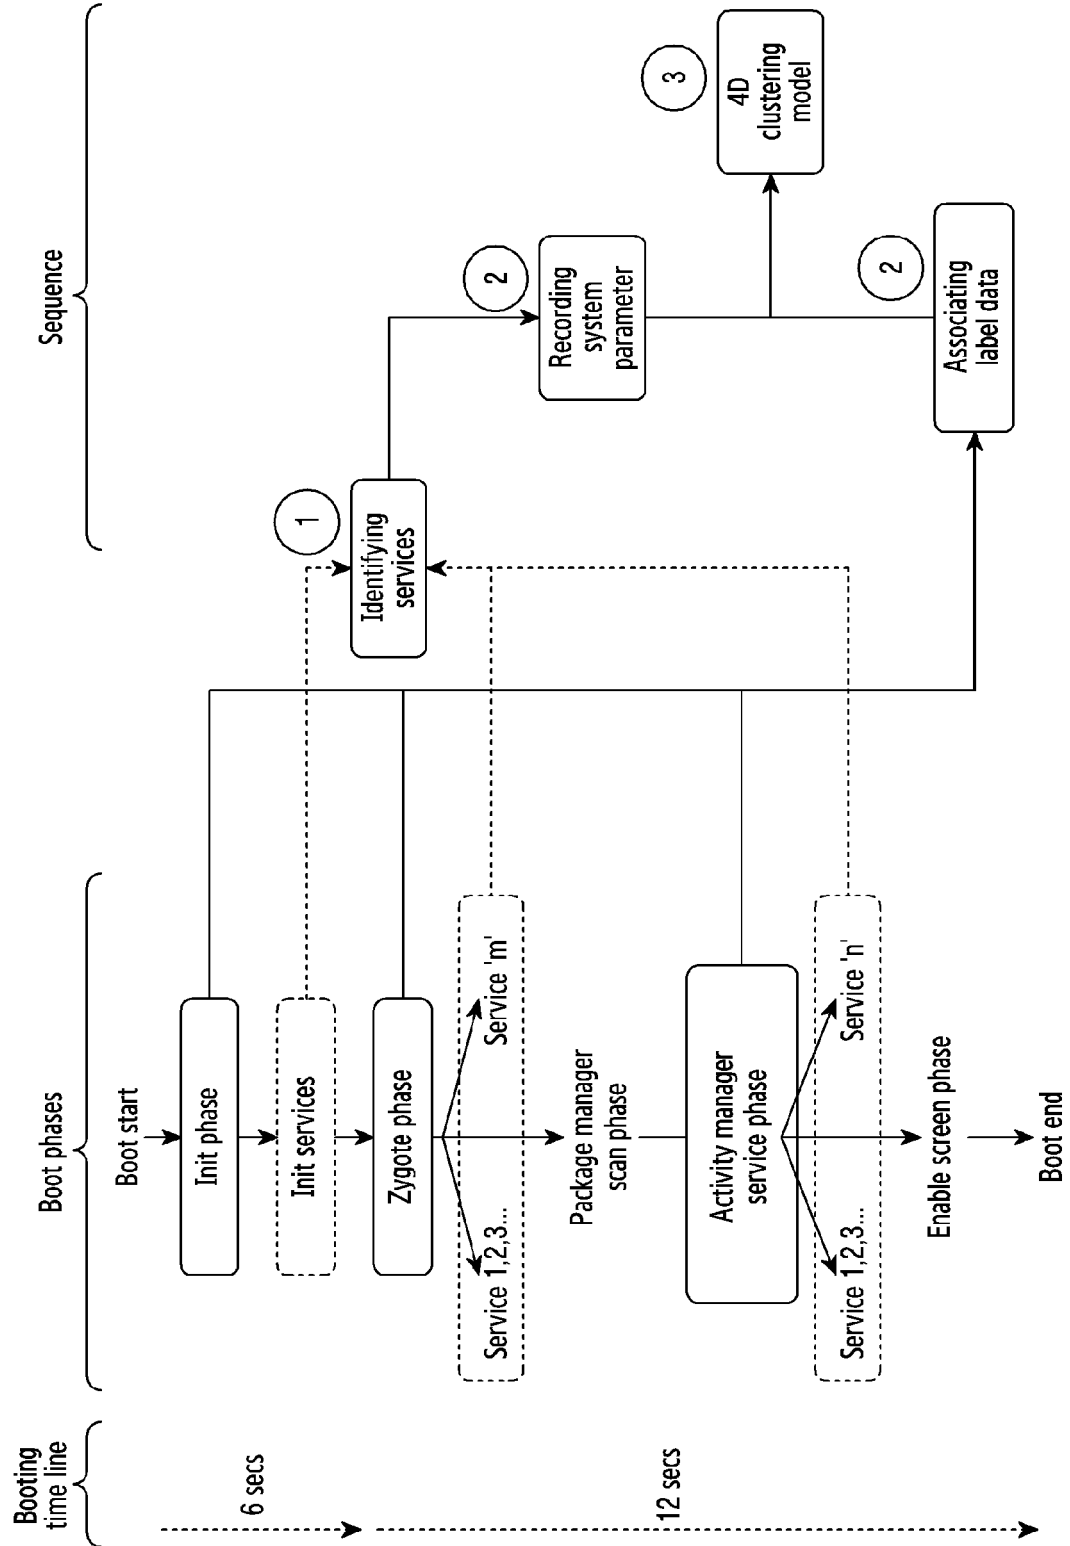 Booting
time line
Boot phases
Sequence
6 secs
12 secs
Boot start
Init phase
Init services
Zygote phase
Service 1,2,3...
Service 'm'
Package manager
scan phase
Activity manager
service phase
Service 1,2,3...
Service 'n'
Enable screen phase
Boot end
1
Identifying
services
2
Recording
system
parameter
2
Associating
label data
3
4D
clustering
model